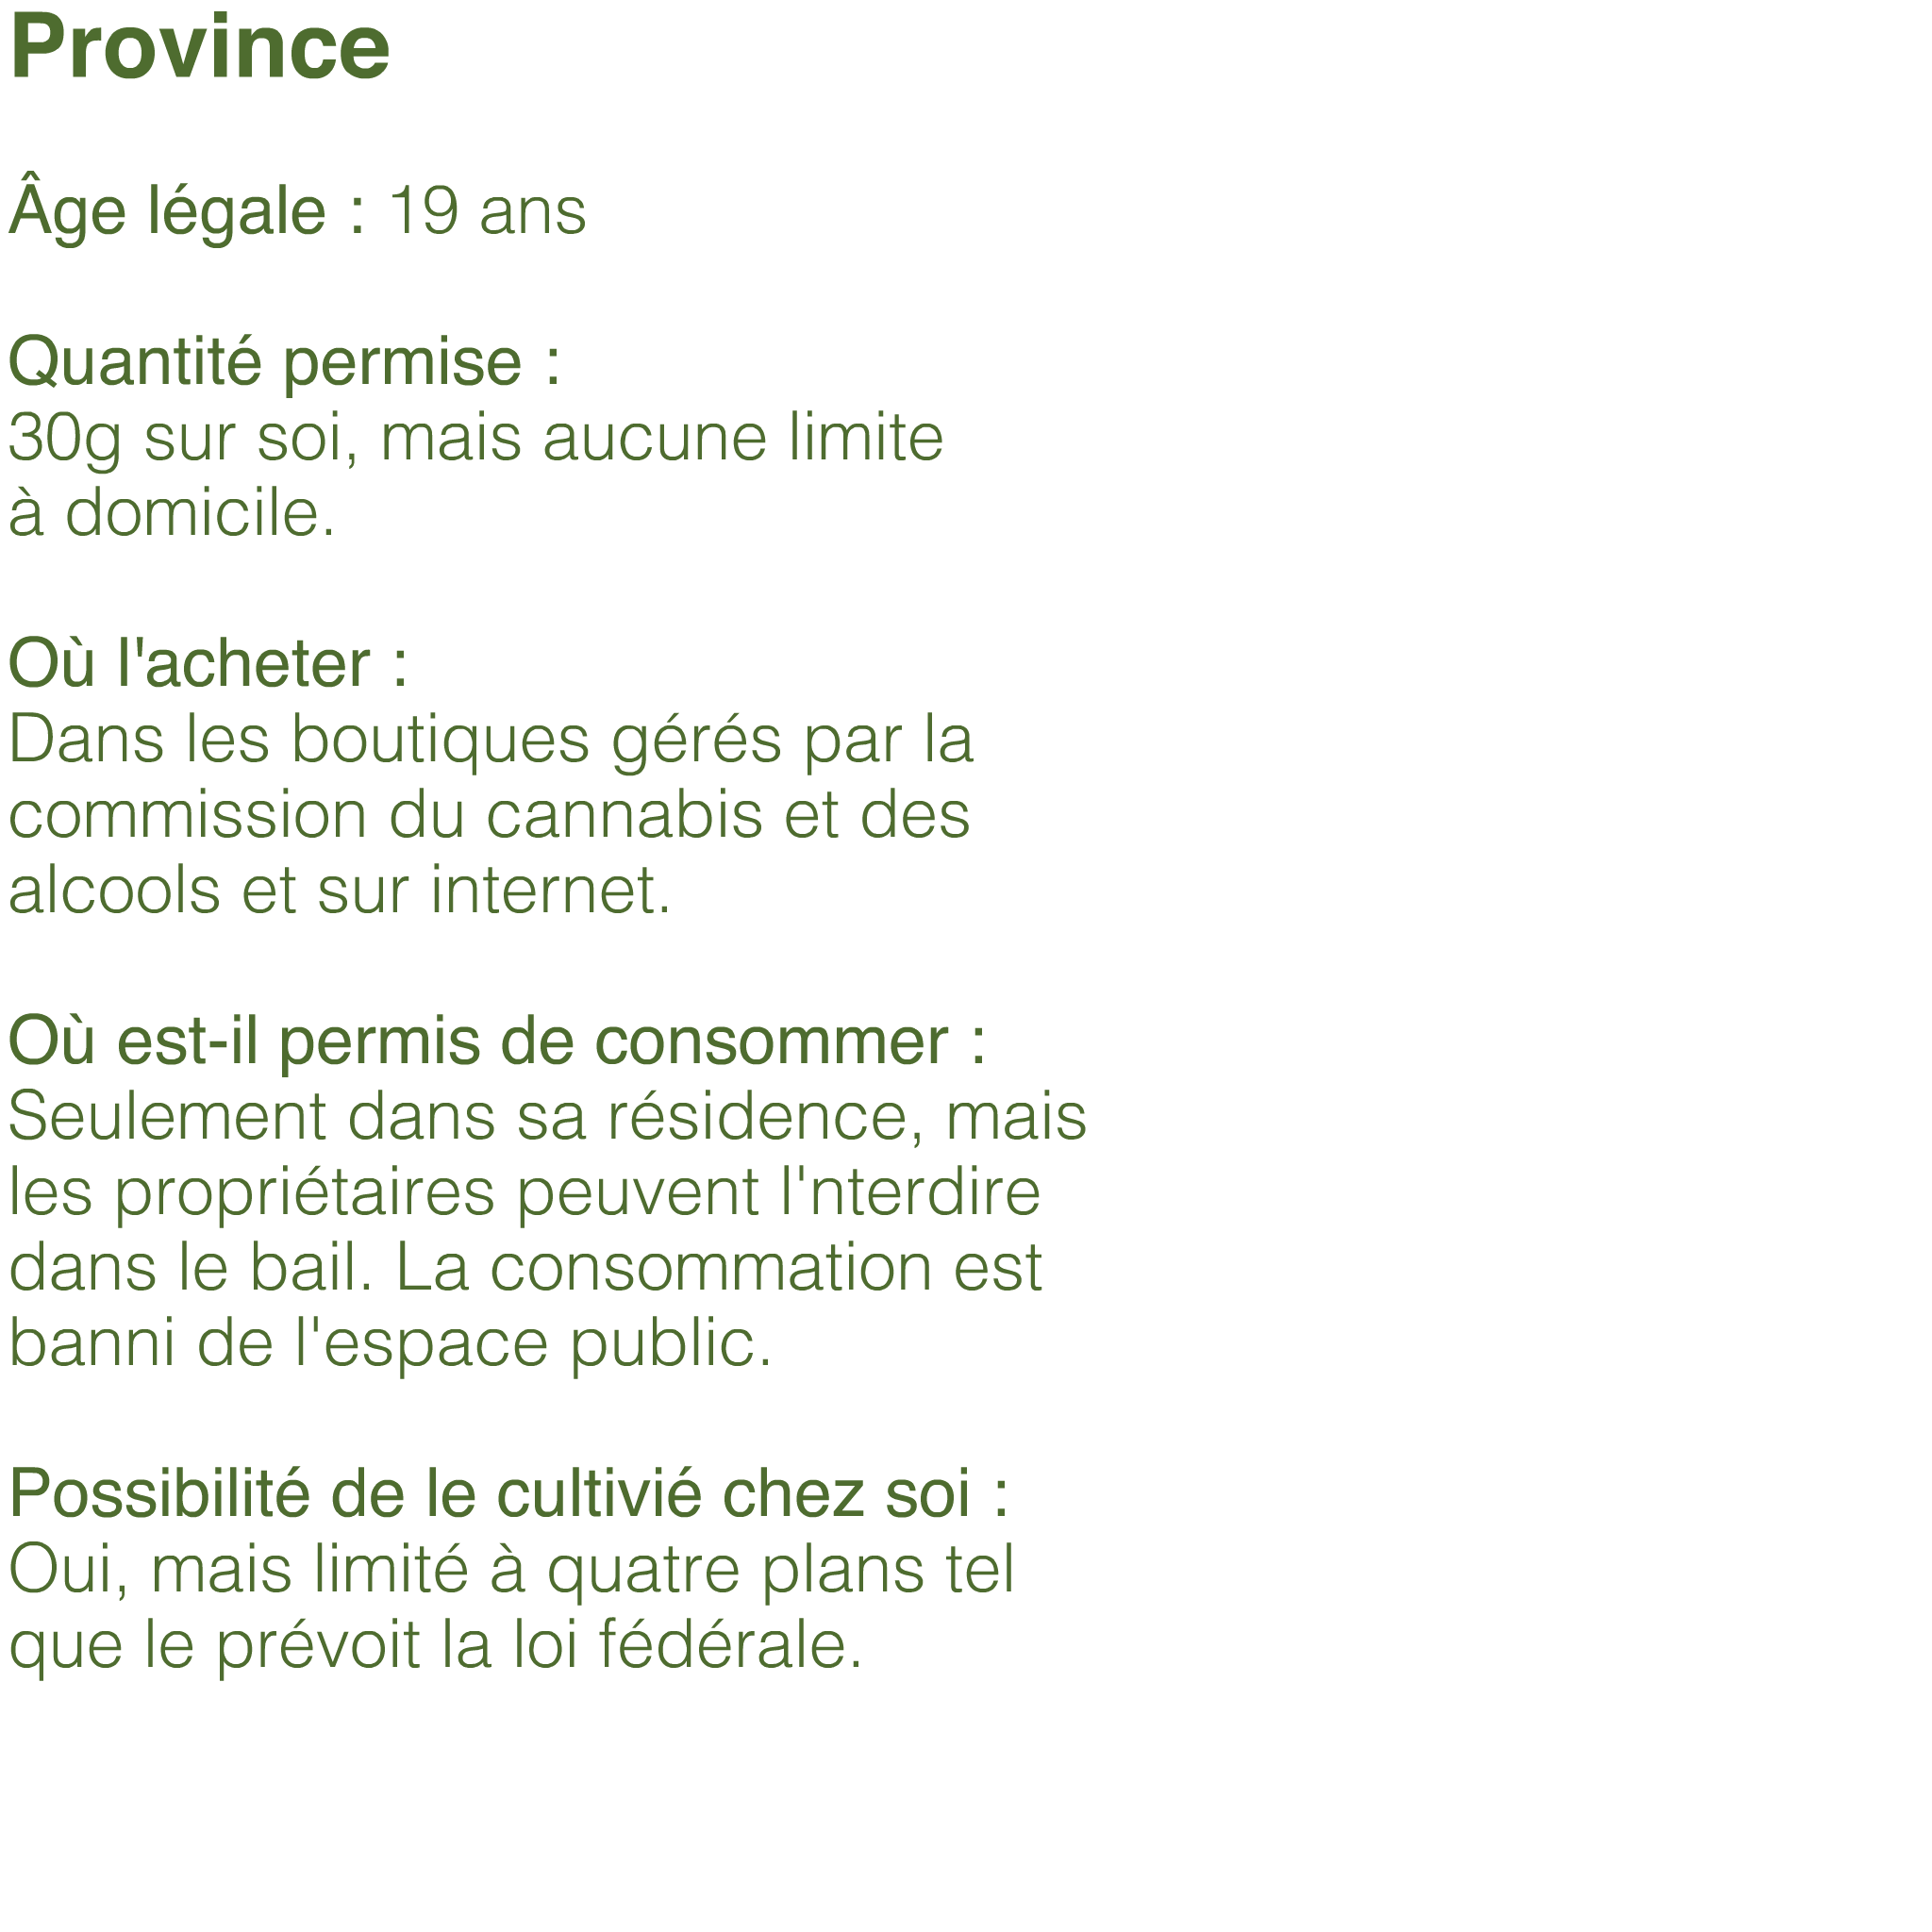 Province
Âge légale : 19 ans
Quantité permise :
30g sur soi, mais aucune limite
à domicile.
Où l'acheter :
Dans les boutiques gérés par la
commission du cannabis et des
alcools et sur internet.
Où est-il permis de consommer :
Seulement dans sa résidence, mais
les propriétaires peuvent l'nterdire
dans le bail. La consommation est
banni de l'espace public.
Possibilité de le cultivié chez soi :
Oui, mais limité à quatre plans tel
que le prévoit la loi fédérale.